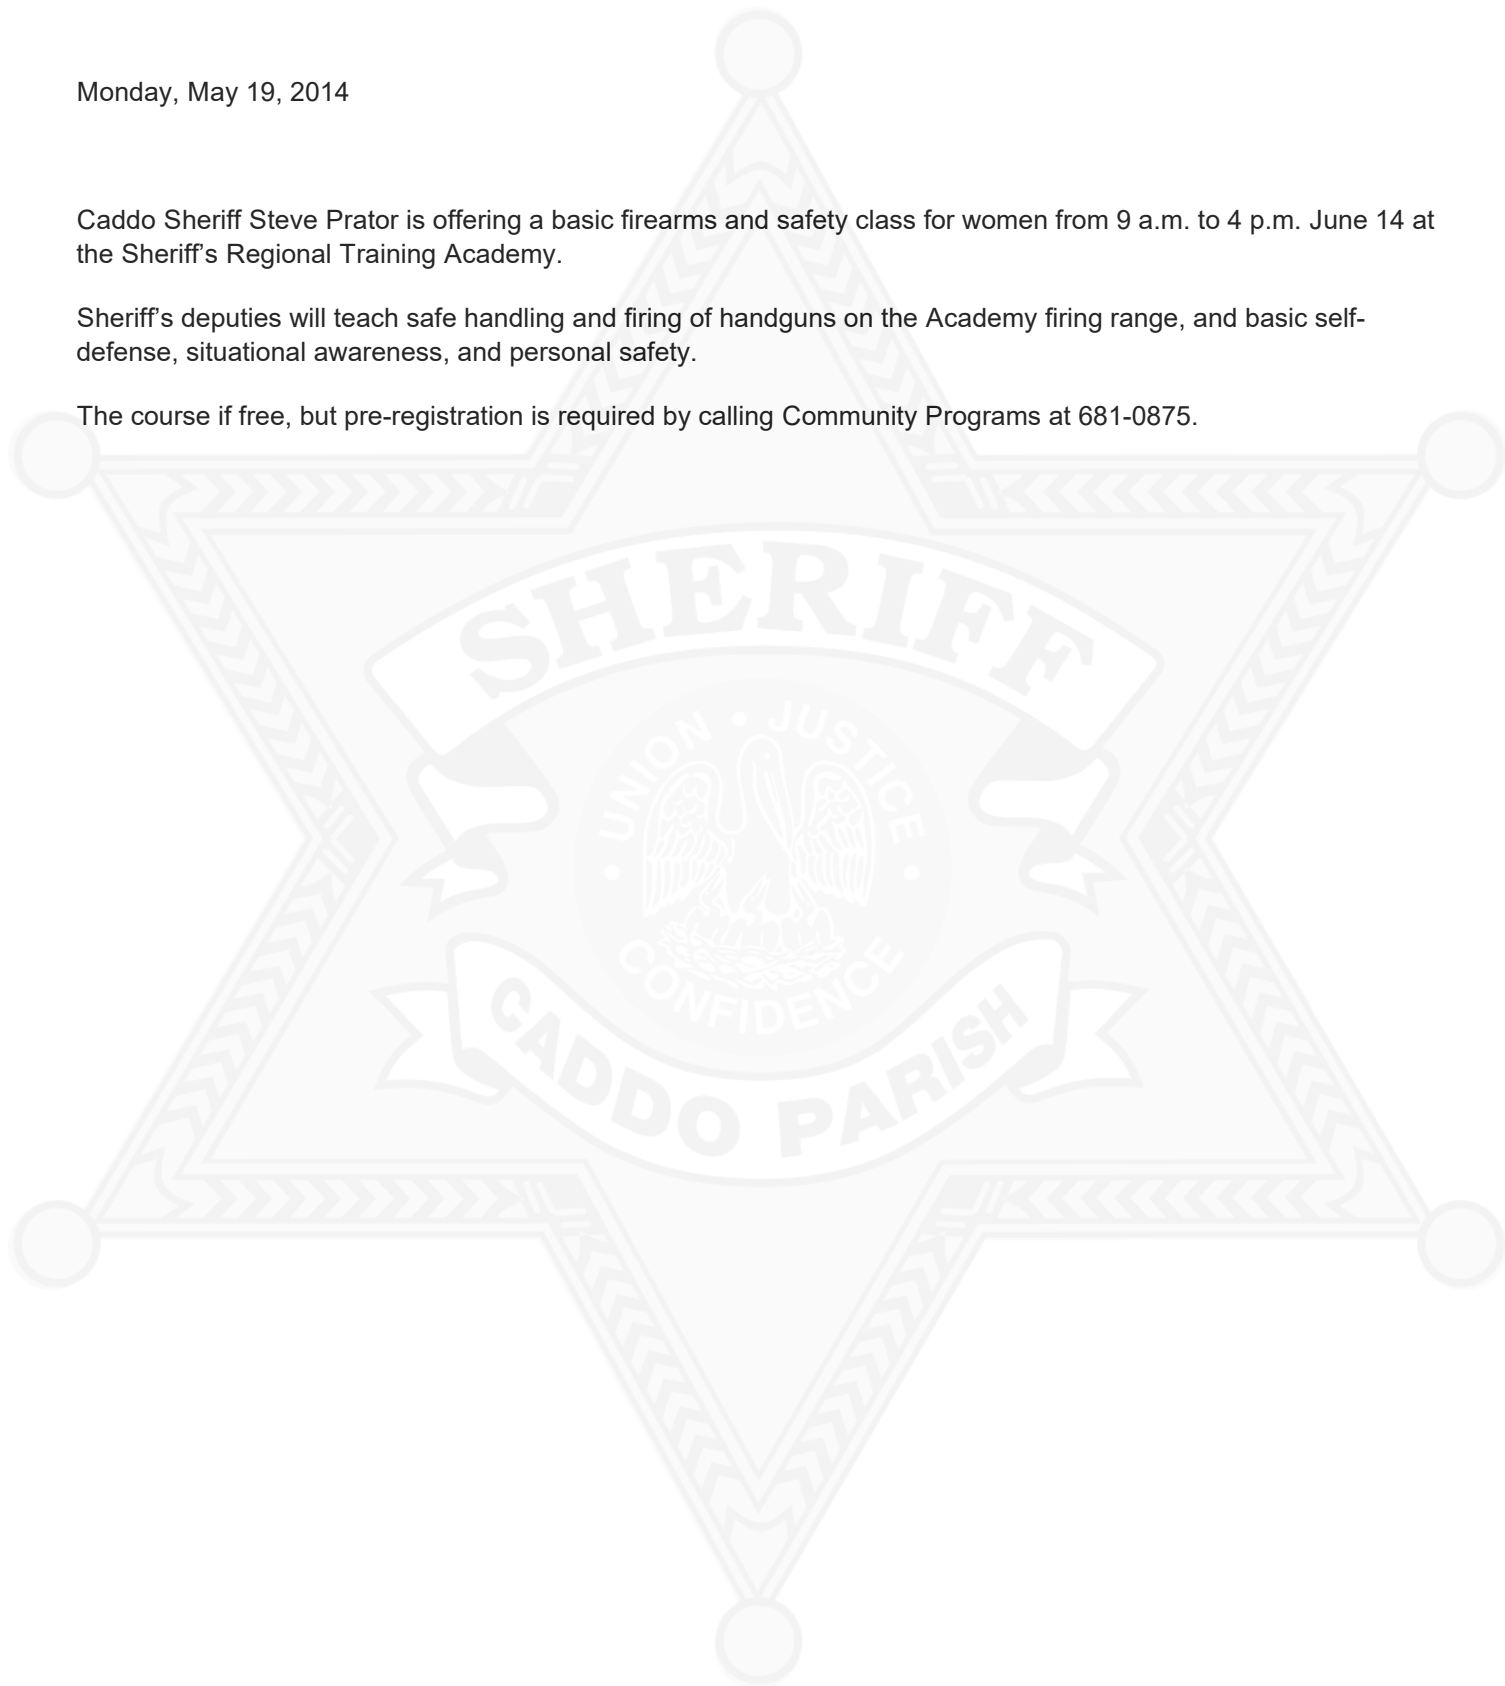 Monday, May 19, 2014
Caddo Sheriff Steve Prator is offering a basic firearms and safety class for women from 9 a.m. to 4 p.m. June 14 at
the Sheriff’s Regional Training Academy.
Sheriff’s deputies will teach safe handling and firing of handguns on the Academy firing range, and basic self-
defense, situational awareness, and personal safety.
The course if free, but pre-registration is required by calling Community Programs at 681-0875.
SHERIFF
UNION • JUSTICE
• CONFIDENCE •
CADDO PARISH